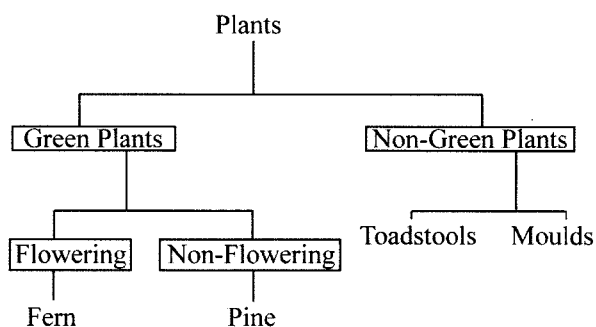 Plants
Green Plants
Non-Green Plants
Toadstools
Moulds
Flowering
Non-Flowering
Fern
Pine